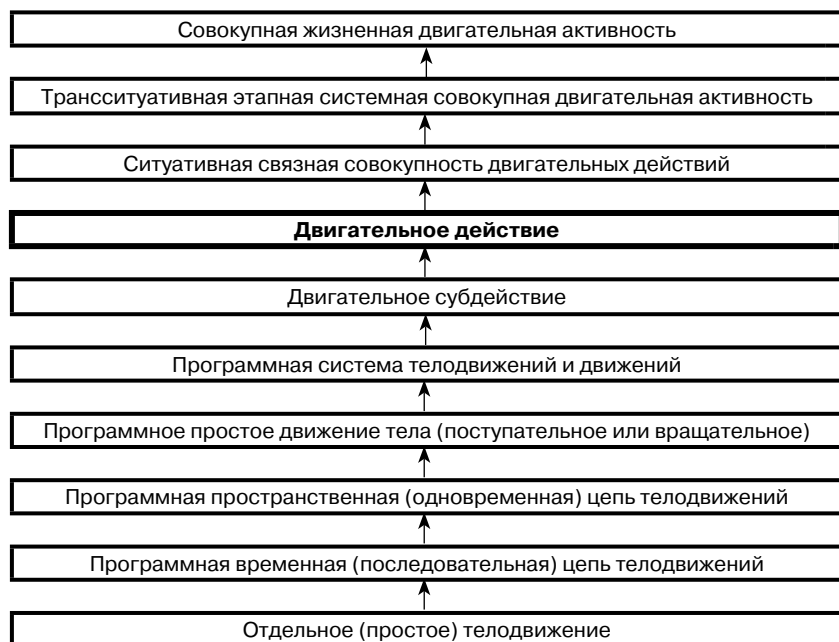 Совокупная жизненная двигательная активность
Трансситуативная этапная системная совокупная двигательная активность
Ситуативная связная совокупность двигательных действий
Двигательное действие
Двигательное субдействие
Программная система телодвижений и движений
Программное простое движение тела (поступательное или вращательное)
Программная пространственная (одновременная) цепь телодвижений
Программная временная (последовательная) цепь телодвижений
Отдельное (простое) телодвижение